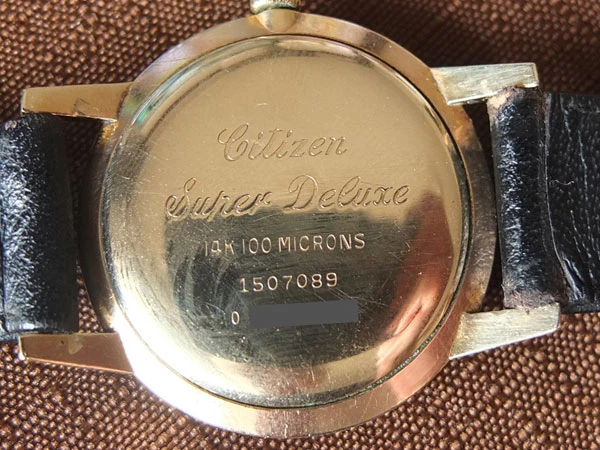 Citizen
Super Deluxe
14K 100 MICRONS
1507089
0